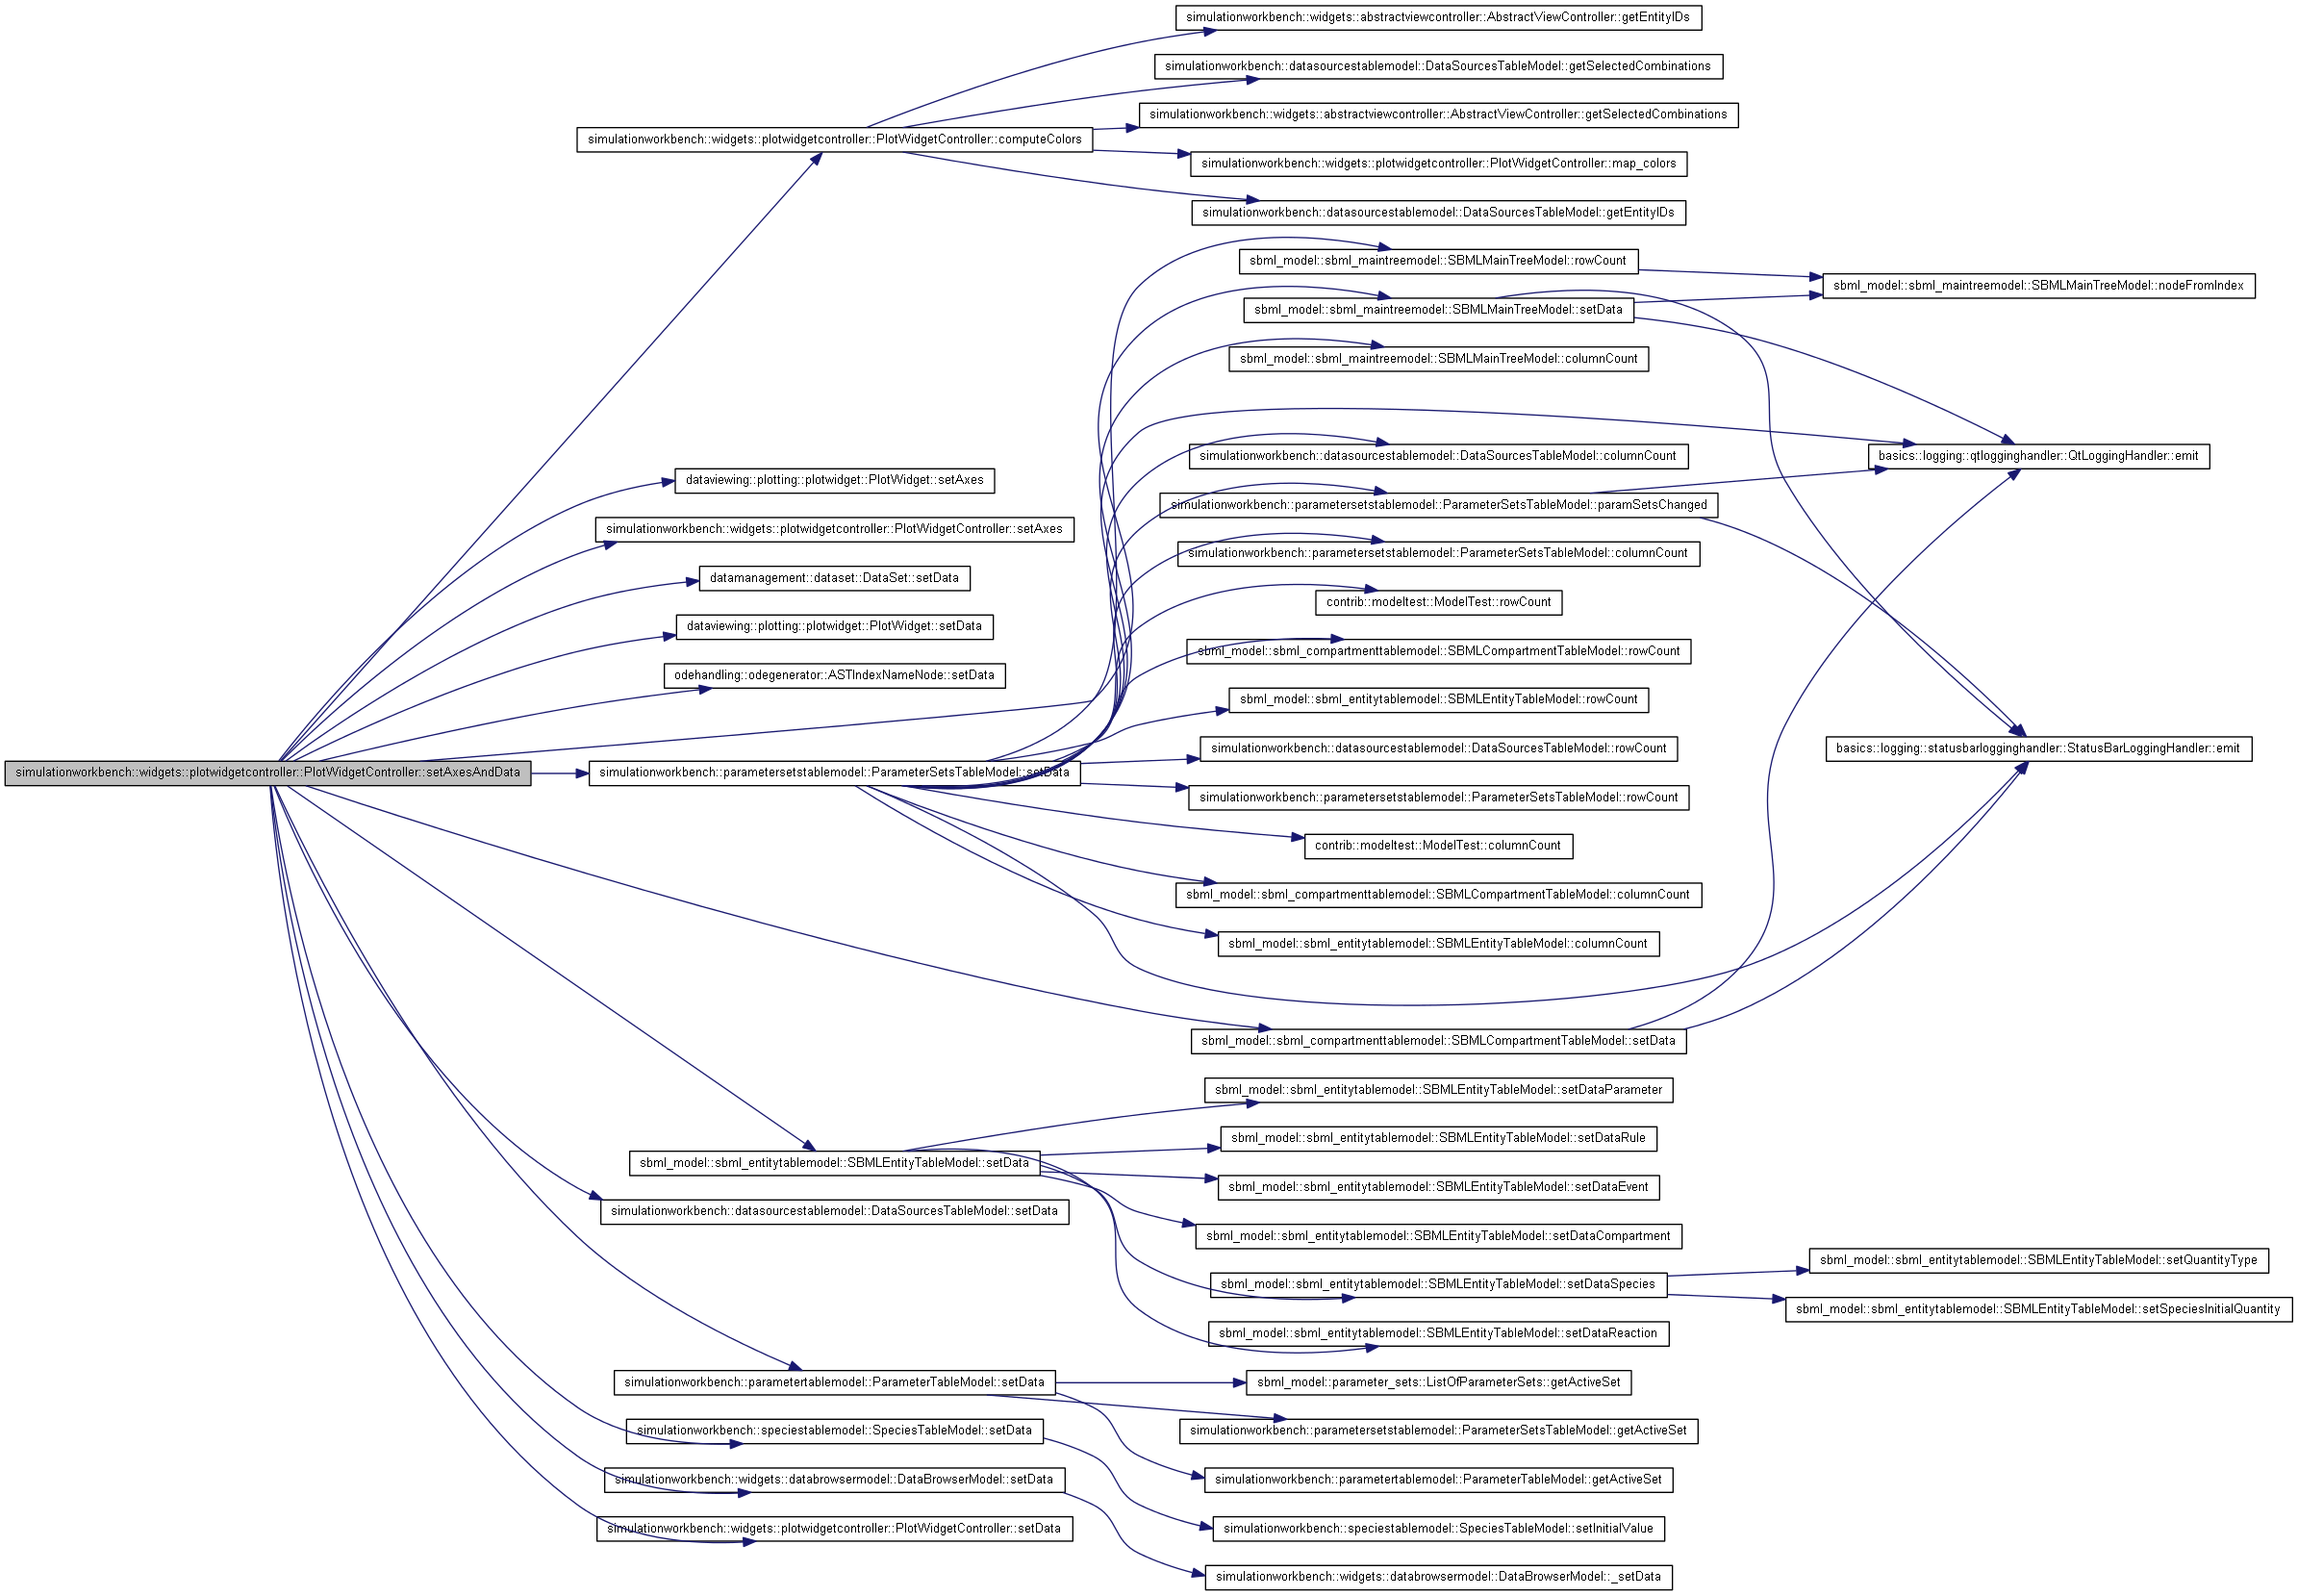 simulationworkbench::widgets::abstractviewcontroller::AbstractViewController::getEntityIDs
simulationworkbench::datasourcestablemodel::DataSourcesTableModel::getSelectedCombinations
simulationworkbench::widgets::abstractviewcontroller::AbstractViewController::getSelectedCombinations
simulationworkbench::widgets::plotwidgetcontroller::PlotWidgetController::computeColors
simulationworkbench::widgets::plotwidgetcontroller::PlotWidgetController::map_colors
simulationworkbench::datasourcestablemodel::DataSourcesTableModel::getEntityIDs
sbml_model::sbml_maintreemodel::SBMLMainTreeModel::rowCount
sbml_model::sbml_maintreemodel::SBMLMainTreeModel::nodeFromIndex
sbml_model::sbml_maintreemodel::SBMLMainTreeModel::setData
sbml_model::sbml_maintreemodel::SBMLMainTreeModel::columnCount
simulationworkbench::datasourcestablemodel::DataSourcesTableModel::columnCount
basics::logging::qtlogginghandler::QtLoggingHandler::emit
dataviewing::plotting::plotwidget::PlotWidget::setAxes
simulationworkbench::parametersetstablemodel::ParameterSetsTableModel::paramSetsChanged
simulationworkbench::widgets::plotwidgetcontroller::PlotWidgetController::setAxes
simulationworkbench::parametersetstablemodel::ParameterSetsTableModel::columnCount
datamanagement::dataset::DataSet::setData
contrib::modeltest::ModelTest::rowCount
dataviewing::plotting::plotwidget::PlotWidget::setData
sbml_model::sbml_compartmenttablemodel::SBMLCompartmentTableModel::rowCount
odehandling::odegenerator::ASTIndexNameNode::setData
sbml_model::sbml_entitytablemodel::SBMLEntityTableModel::rowCount
simulationworkbench::datasourcestablemodel::DataSourcesTableModel::rowCount
basics::logging::statusbarlogginghandler::StatusBarLoggingHandler::emit
simulationworkbench::widgets::plotwidgetcontroller::PlotWidgetController::setAxesAndData
simulationworkbench::parametersetstablemodel::ParameterSetsTableModel::setData
simulationworkbench::parametersetstablemodel::ParameterSetsTableModel::rowCount
contrib::modeltest::ModelTest::columnCount
sbml_model::sbml_compartmenttablemodel::SBMLCompartmentTableModel::columnCount
sbml_model::sbml_entitytablemodel::SBMLEntityTableModel::columnCount
sbml_model::sbml_compartmenttablemodel::SBMLCompartmentTableModel::setData
sbml_model::sbml_entitytablemodel::SBMLEntityTableModel::setDataParameter
sbml_model::sbml_entitytablemodel::SBMLEntityTableModel::setDataRule
sbml_model::sbml_entitytablemodel::SBMLEntityTableModel::setData
sbml_model::sbml_entitytablemodel::SBMLEntityTableModel::setDataEvent
simulationworkbench::datasourcestablemodel::DataSourcesTableModel::setData
sbml_model::sbml_entitytablemodel::SBMLEntityTableModel::setDataCompartment
sbml_model::sbml_entitytablemodel::SBMLEntityTableModel::setQuantityType
sbml_model::sbml_entitytablemodel::SBMLEntityTableModel::setDataSpecies
sbml_model::sbml_entitytablemodel::SBMLEntityTableModel::setSpeciesInitialQuantity
sbml_model::sbml_entitytablemodel::SBMLEntityTableModel::setDataReaction
simulationworkbench::parametertablemodel::ParameterTableModel::setData
sbml_model::parameter_sets::ListOfParameterSets::getActiveSet
simulationworkbench::speciestablemodel::SpeciesTableModel::setData
simulationworkbench::parametersetstablemodel::ParameterSetsTableModel::getActiveSet
simulationworkbench::widgets::databrowsermodel::DataBrowserModel::setData
simulationworkbench::parametertablemodel::ParameterTableModel::getActiveSet
simulationworkbench::widgets::plotwidgetcontroller::PlotWidgetController::setData
simulationworkbench::speciestablemodel::SpeciesTableModel::setInitialValue
simulationworkbench::widgets::databrowsermodel::DataBrowserModel::_setData